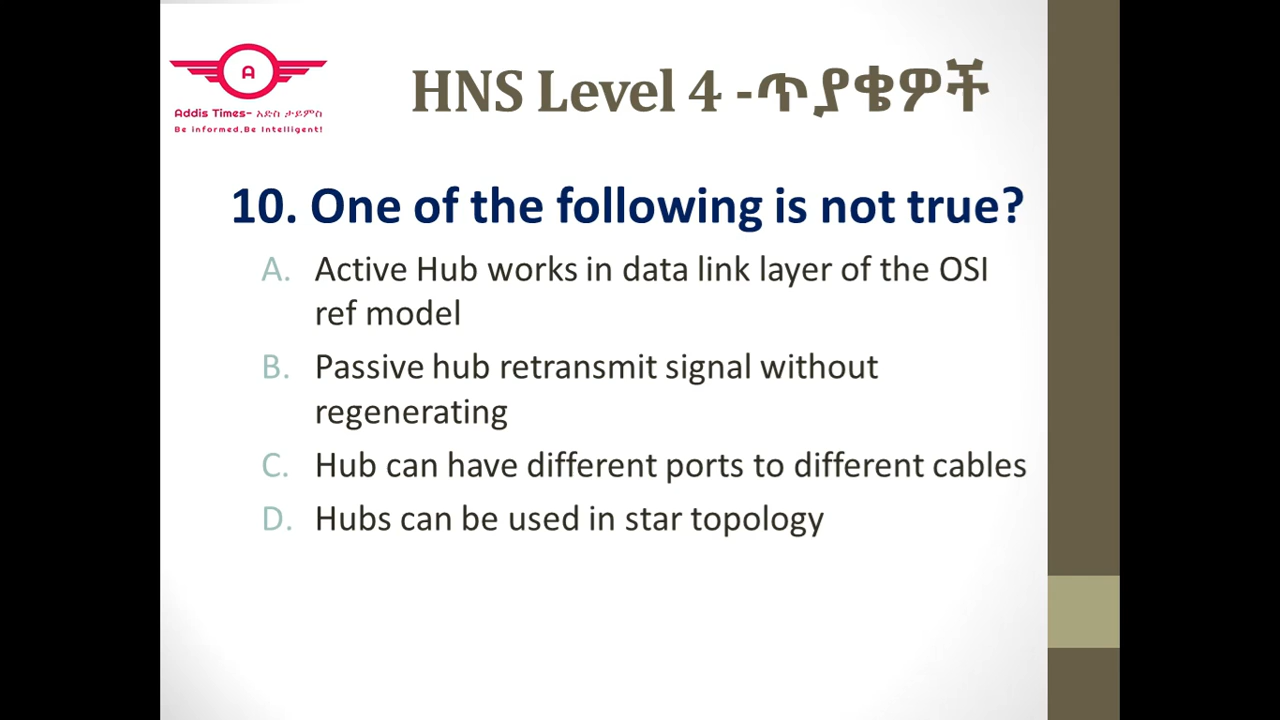 A
Addis Times- አዲስ ታይምስ
Be informed,Be Intelligent!
HNS Level 4 -ጥያቄዎች
10. One of the following is not true?
A. Active Hub works in data link layer of the OSI
ref model
B. Passive hub retransmit signal without
regenerating
C. Hub can have different ports to different cables
D. Hubs can be used in star topology